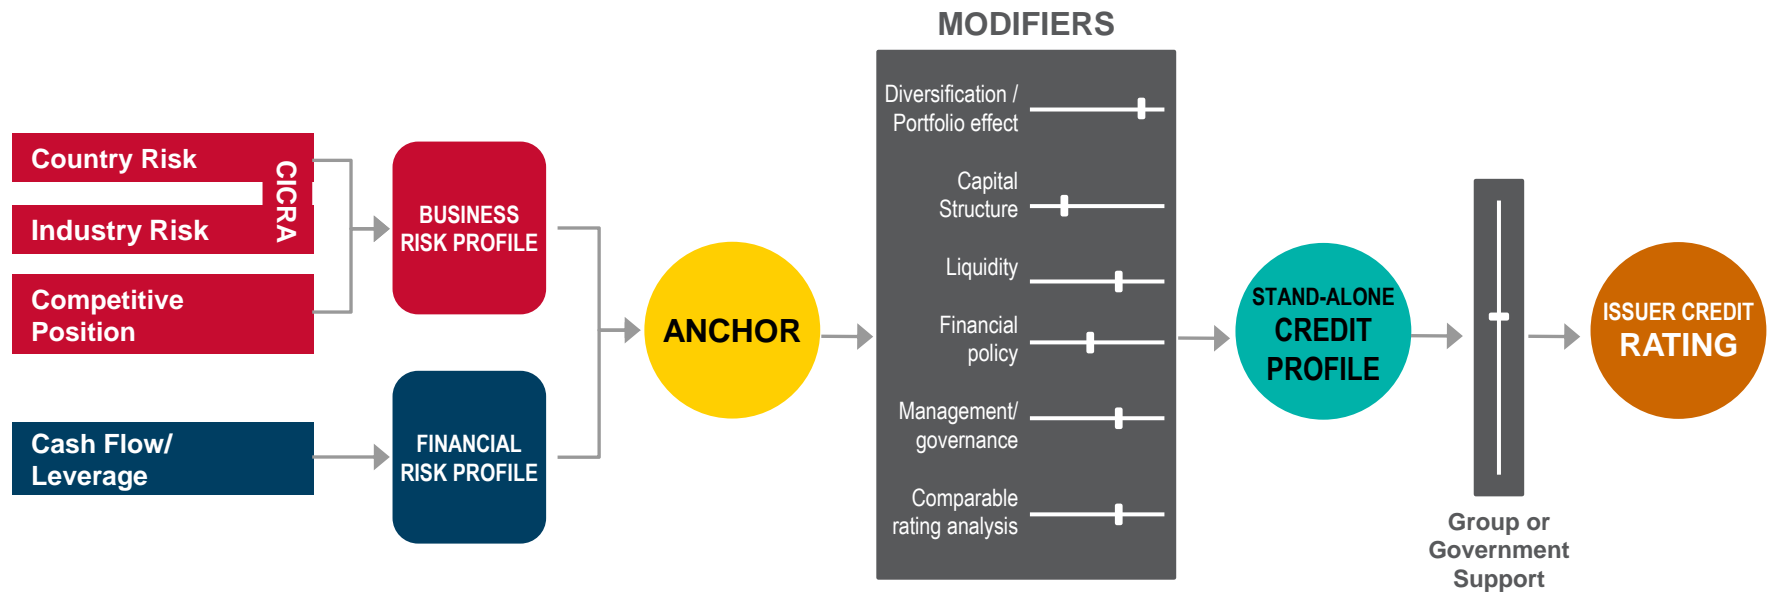 MODIFIERS
Country Risk
CICRA
Industry Risk
Competitive
Position
Cash Flow/
Leverage
BUSINESS
RISK PROFILE
FINANCIAL
RISK PROFILE
ANCHOR
Diversification /
Portfolio effect
Capital
Structure
Liquidity
Financial
policy
Management/
governance
Comparable
rating analysis
STAND-ALONE
CREDIT
PROFILE
Group or
Government
Support
ISSUER CREDIT
RATING